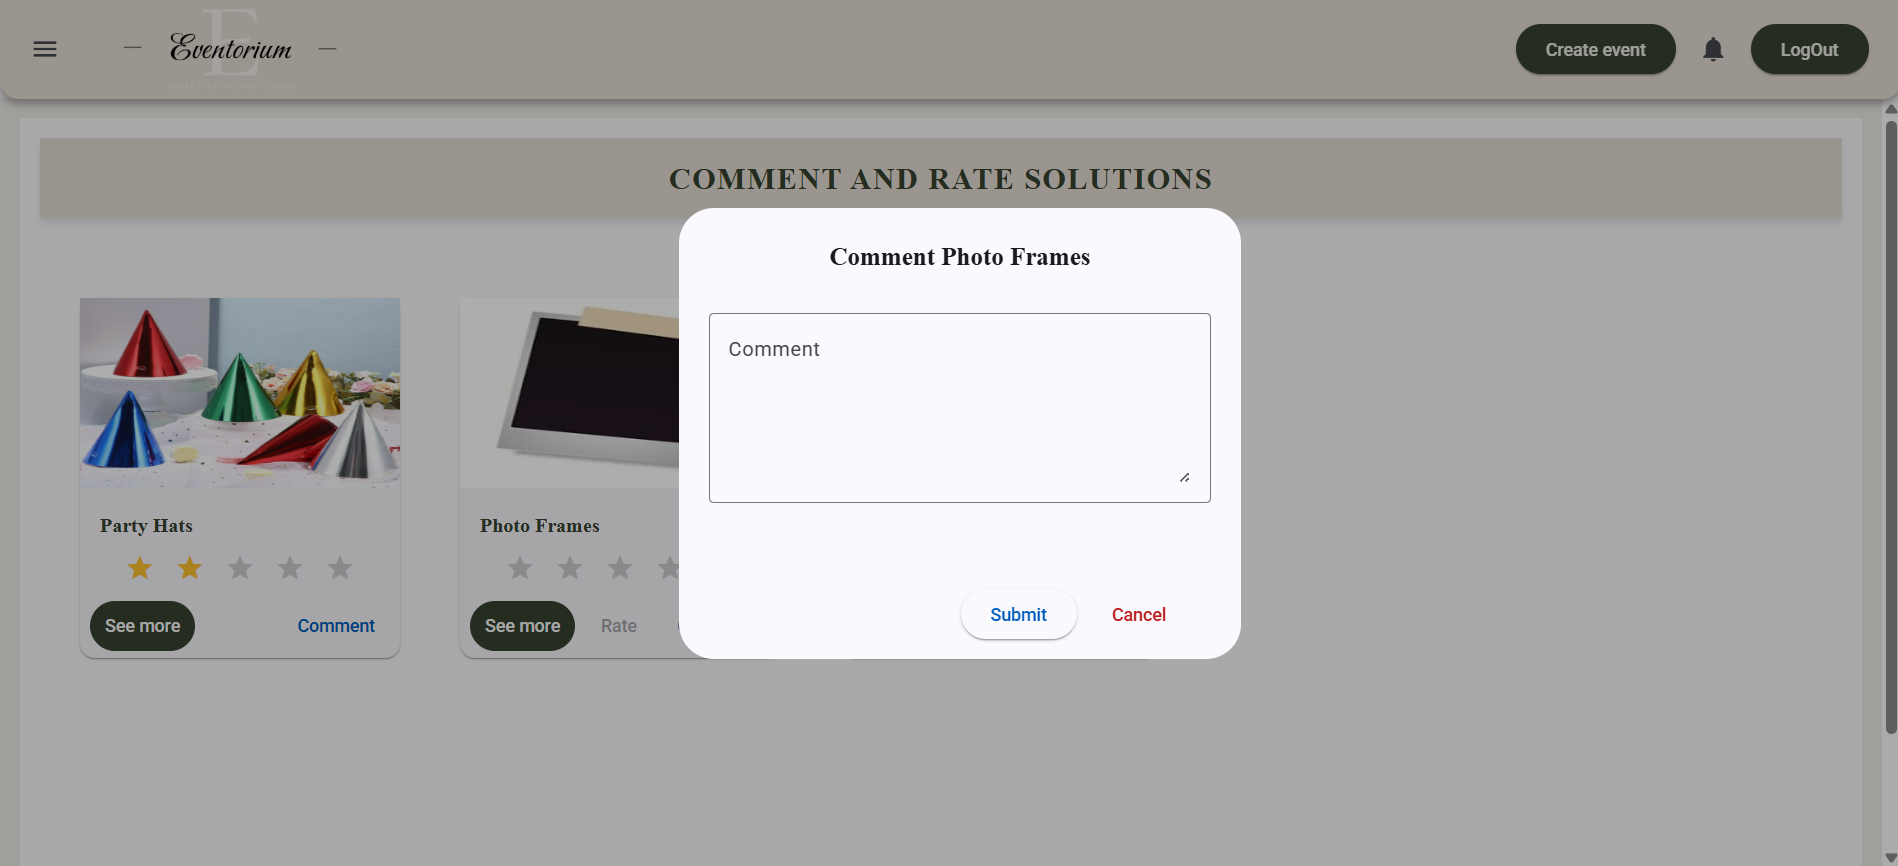 Eventorium
Create event
LogOut
COMMENT AND RATE SOLUTIONS
Comment Photo Frames
Comment
Submit
Cancel
Party Hats
See more
Comment
Photo Frames
See more
Rate